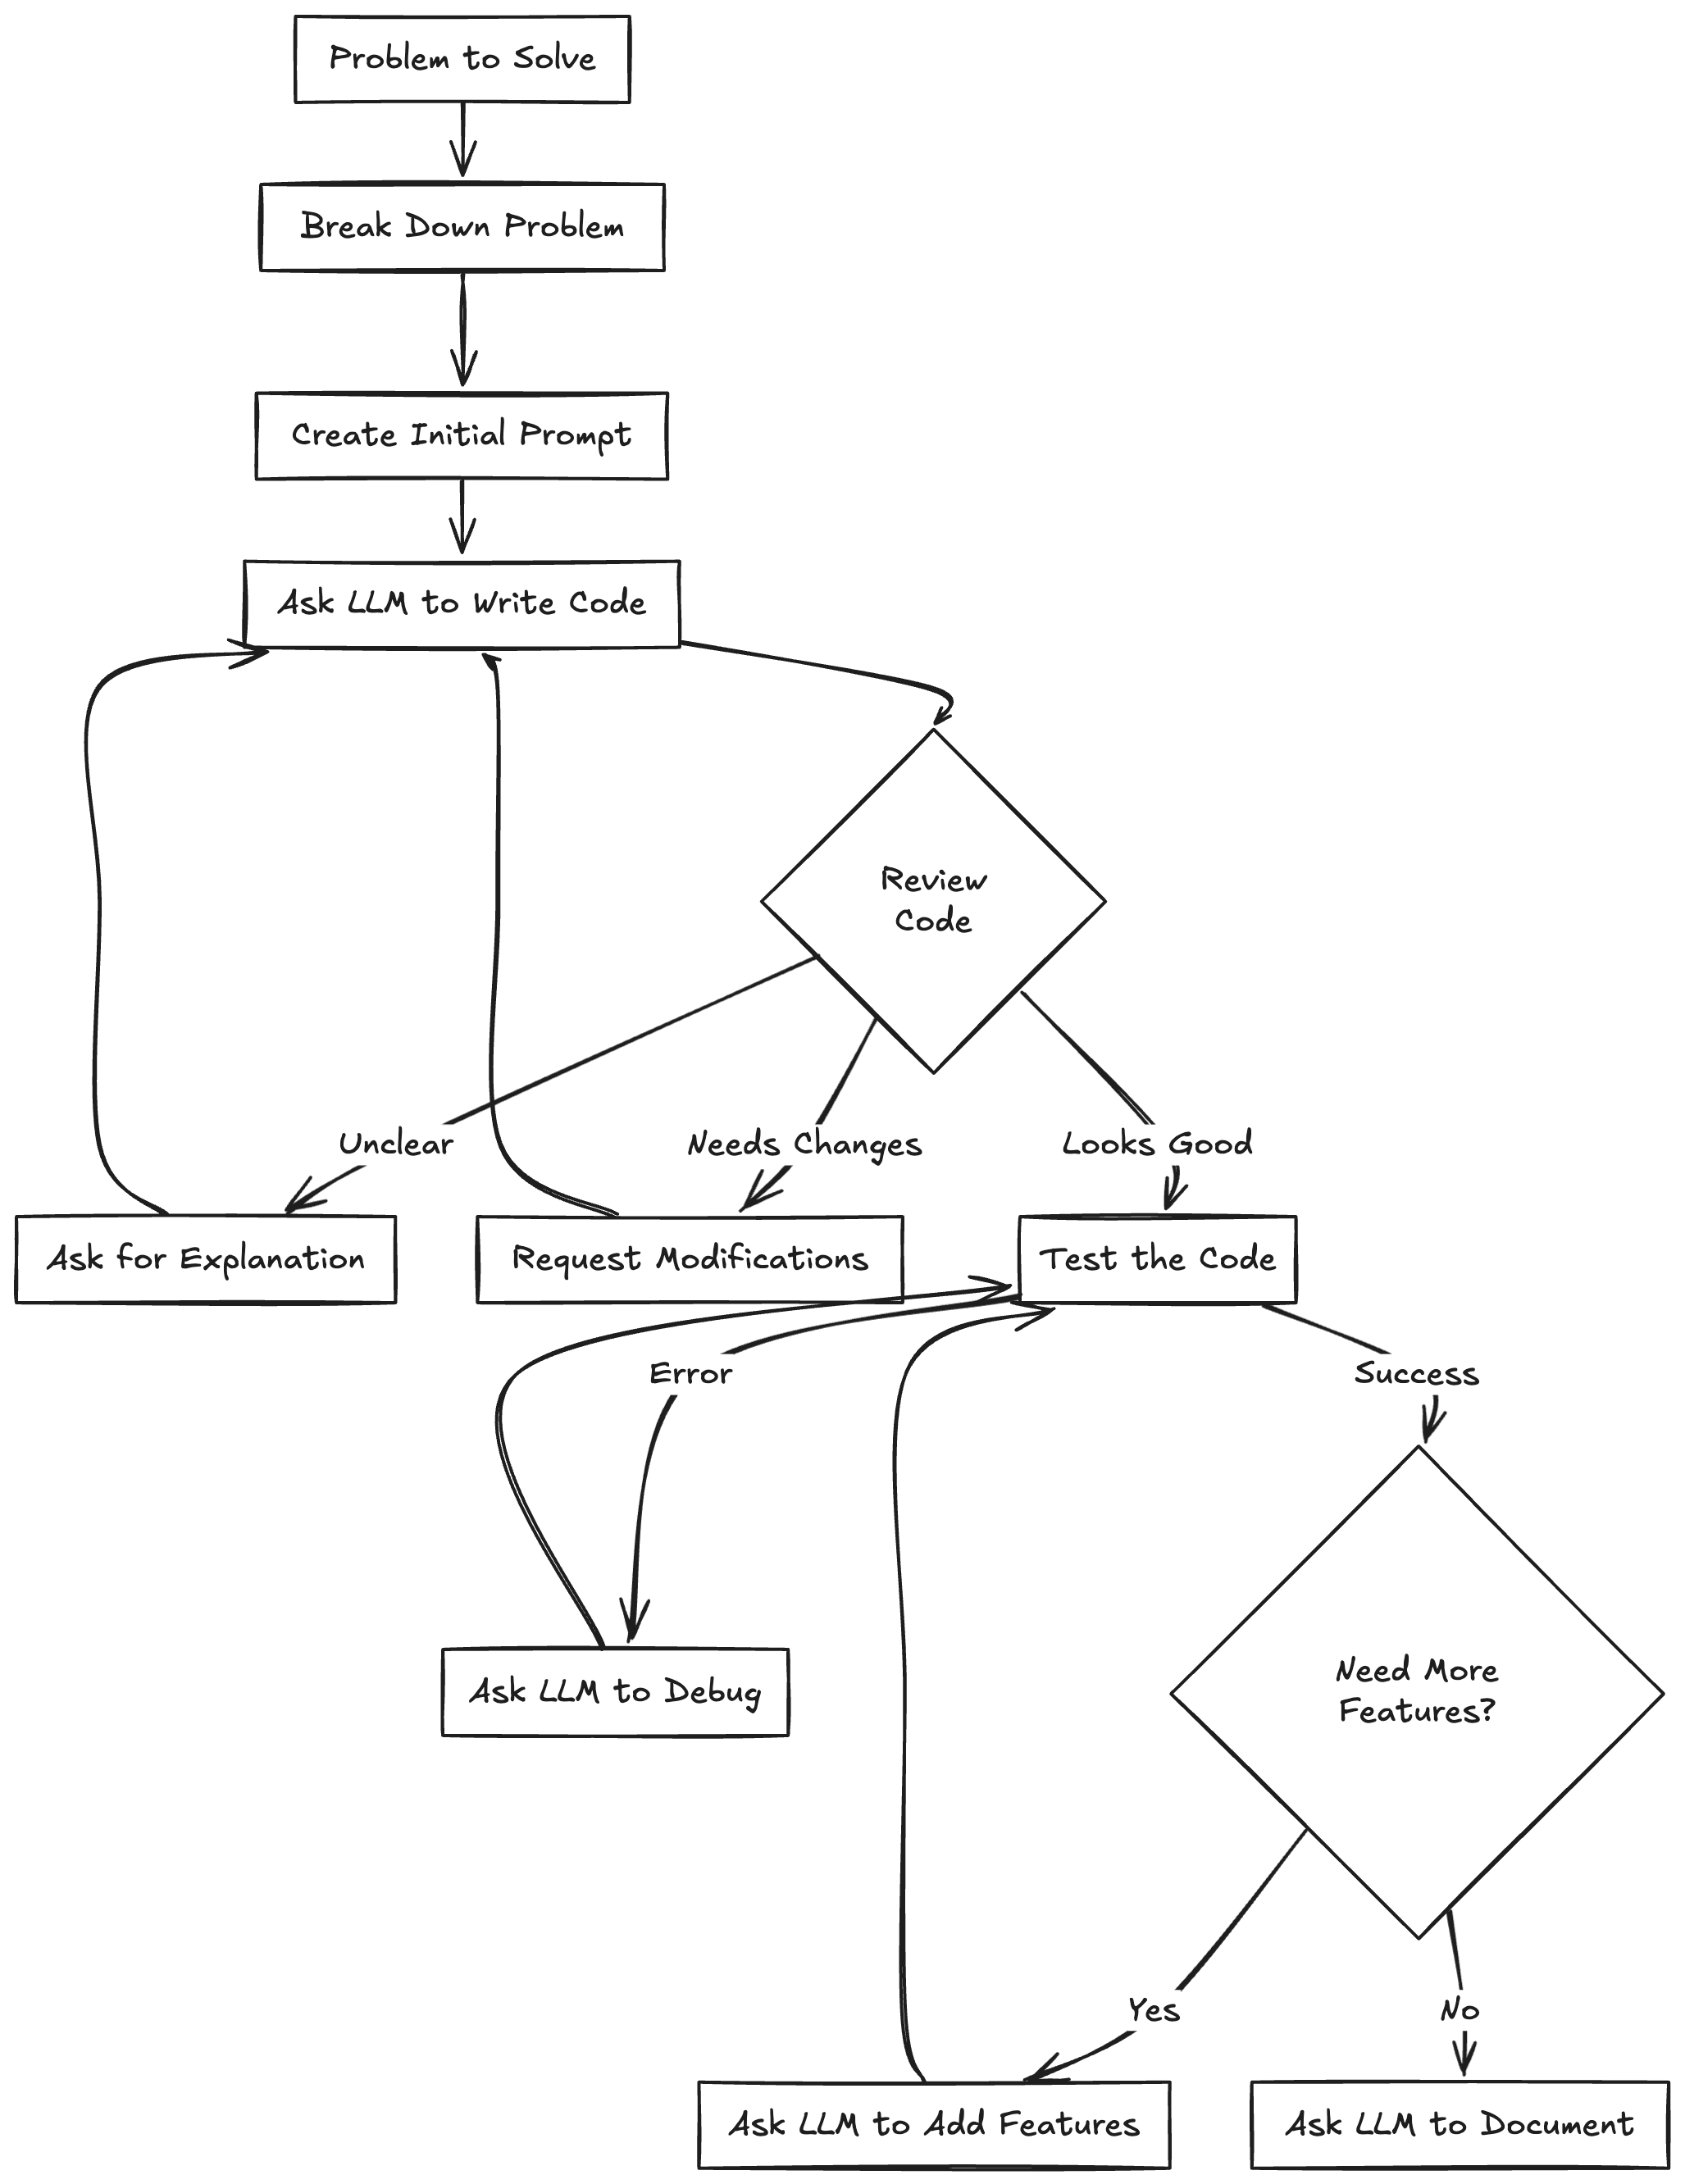 Problem to Solve
Break Down Problem
Create Initial Prompt
Ask LLM to Write Code
Review
Code
Unclear
Needs Changes
Looks Good
Ask for Explanation
Request Modifications
Test the Code
Error
Success
Need More
Features?
Ask LLM to Debug
Yes
No
Ask LLM to Add Features
Ask LLM to Document